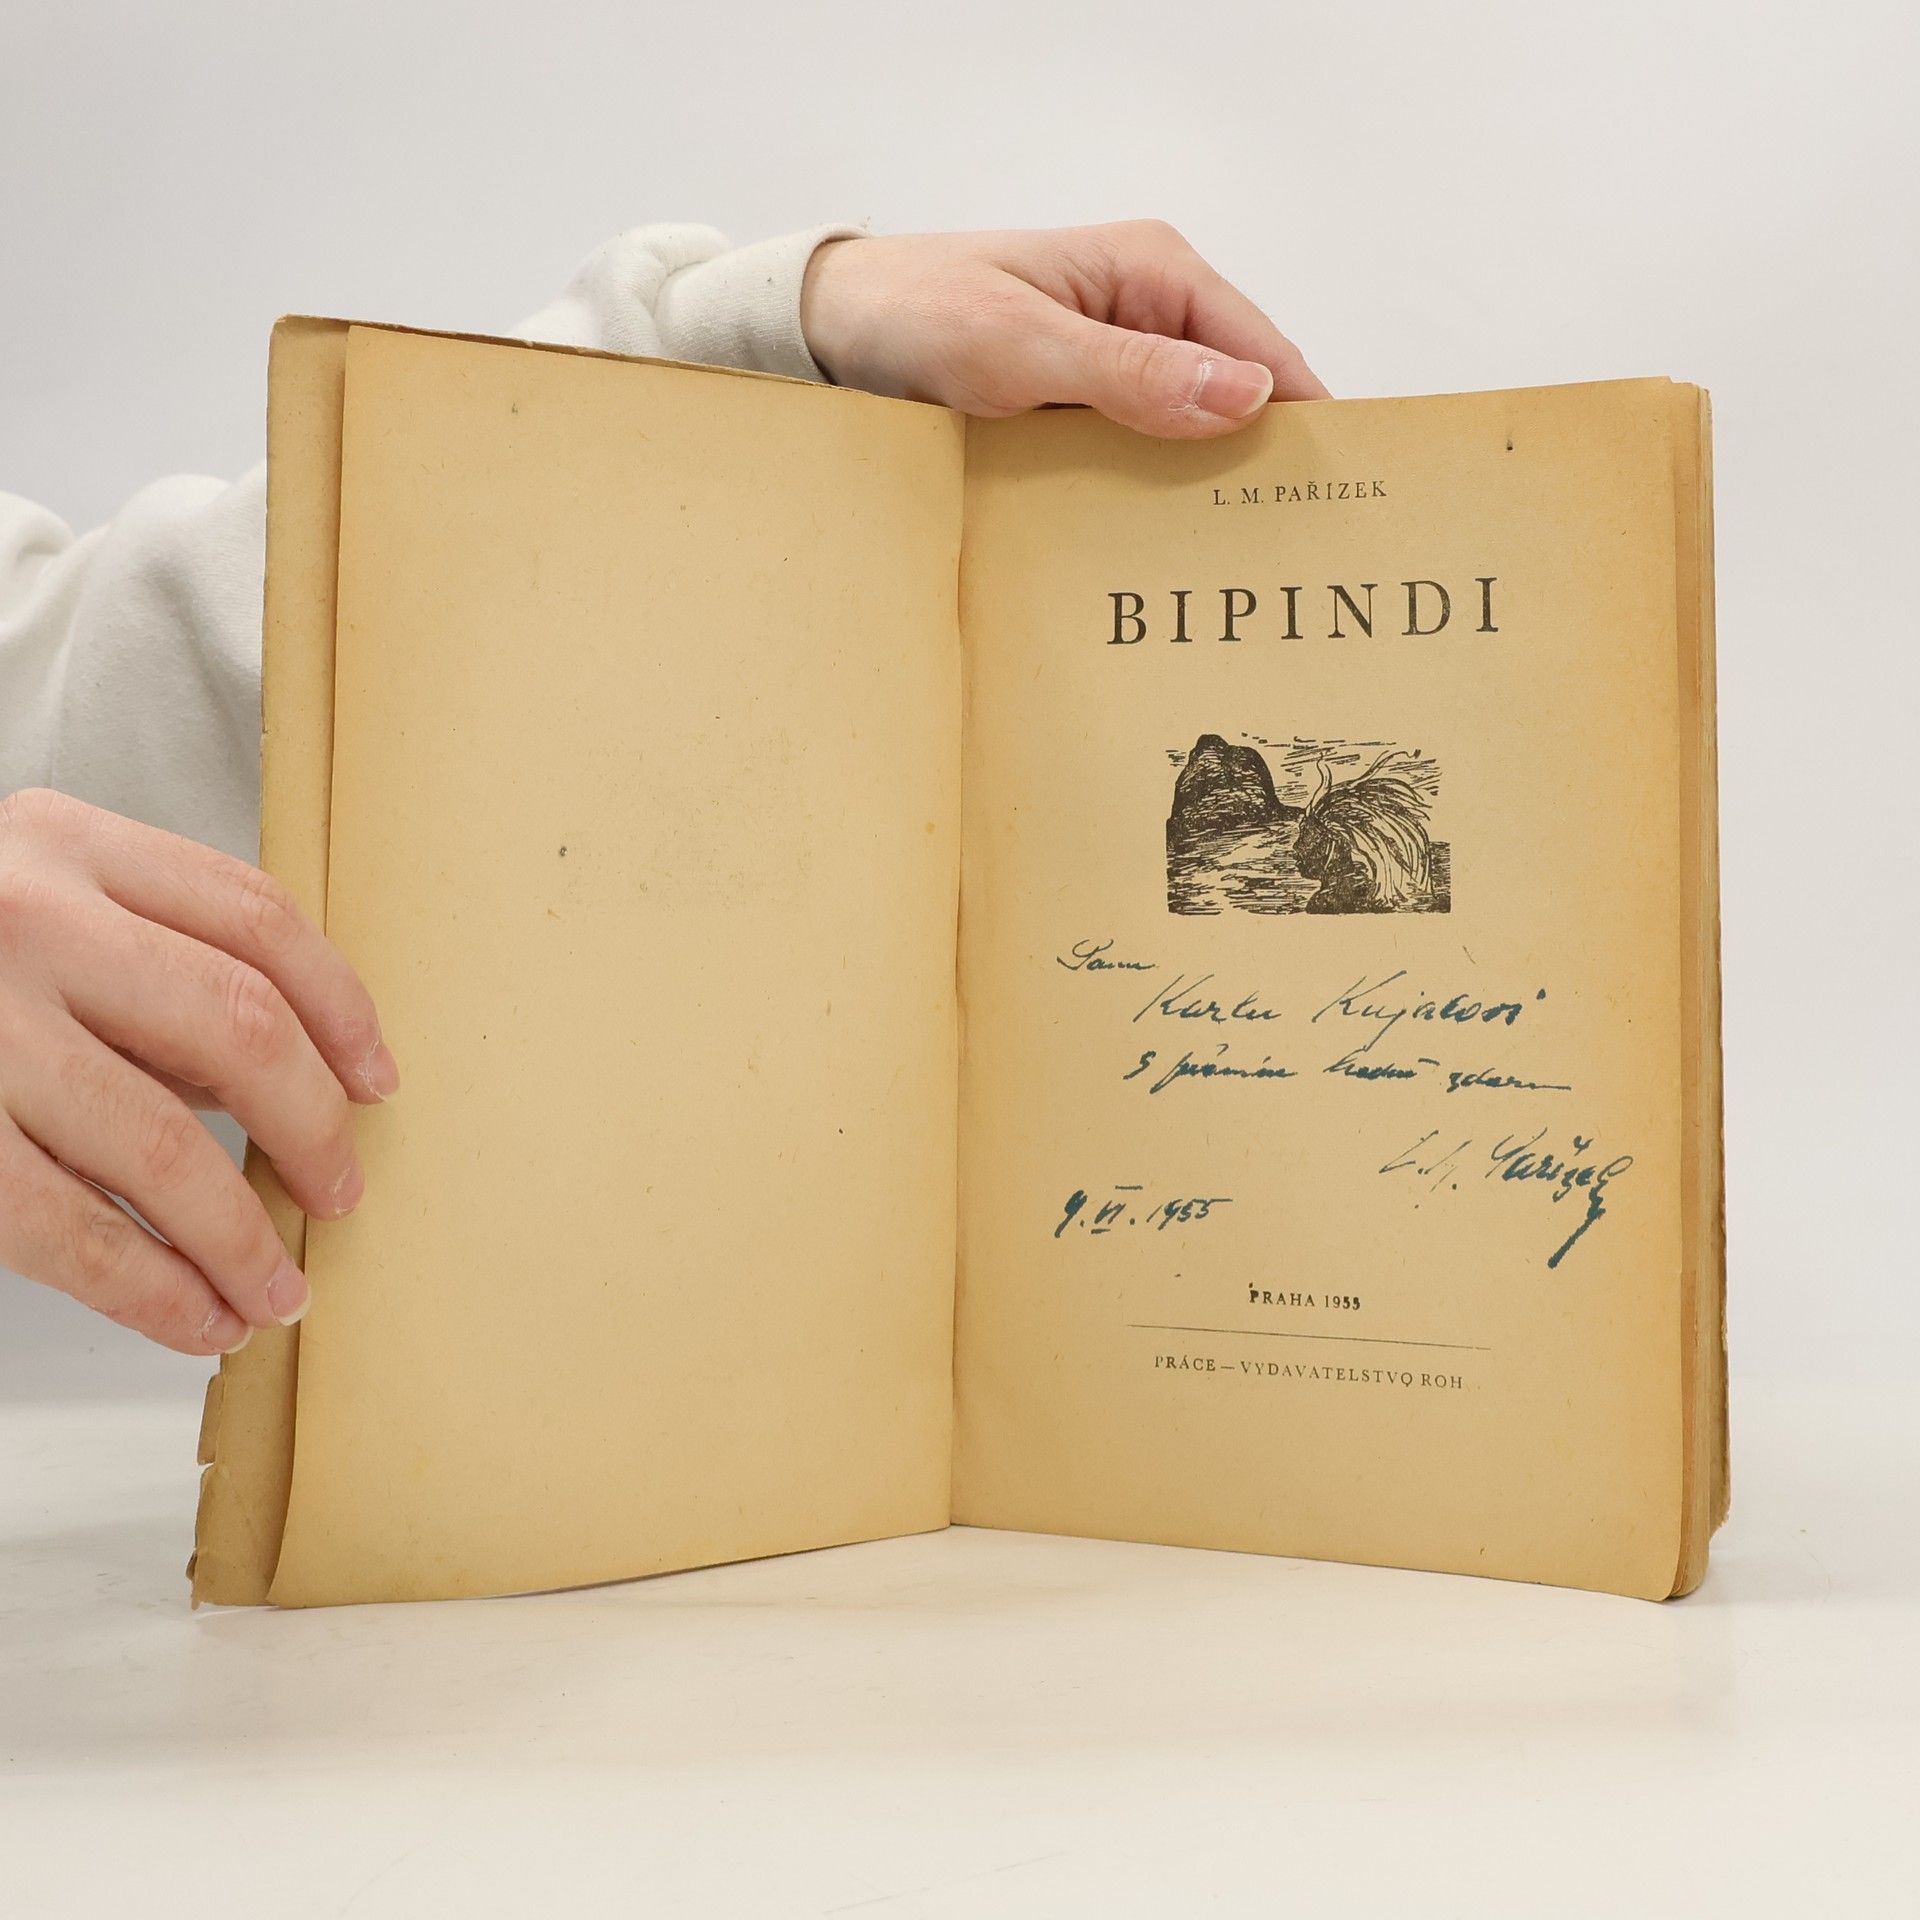 L. M. PAŘÍZEK
BIPINDI
Panu
Karlu Kujalovi
s přáním hodně zdaru
L. M. Pařízek
9. VI. 1955
PRAHA 1955
PRÁCE — VYDAVATELSTVO ROH